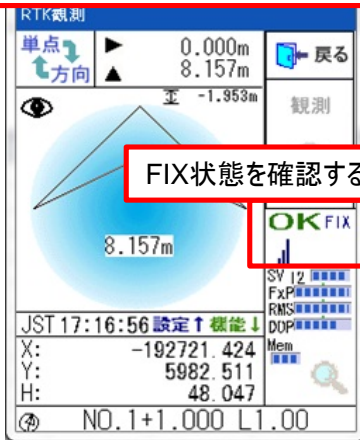 RTK観測
単点
方向
0.000m
8.157m
戻る
-1.953m
観測
FIX状態を確認する
OK FIX
8.157m
SV 12
FxP
RMS
DOP
JST 17:16:56 設定↑ 機能↓
Mem
X: -192721.424
Y: 5982.511
H: 48.047
NO.1+1.000 L1.00